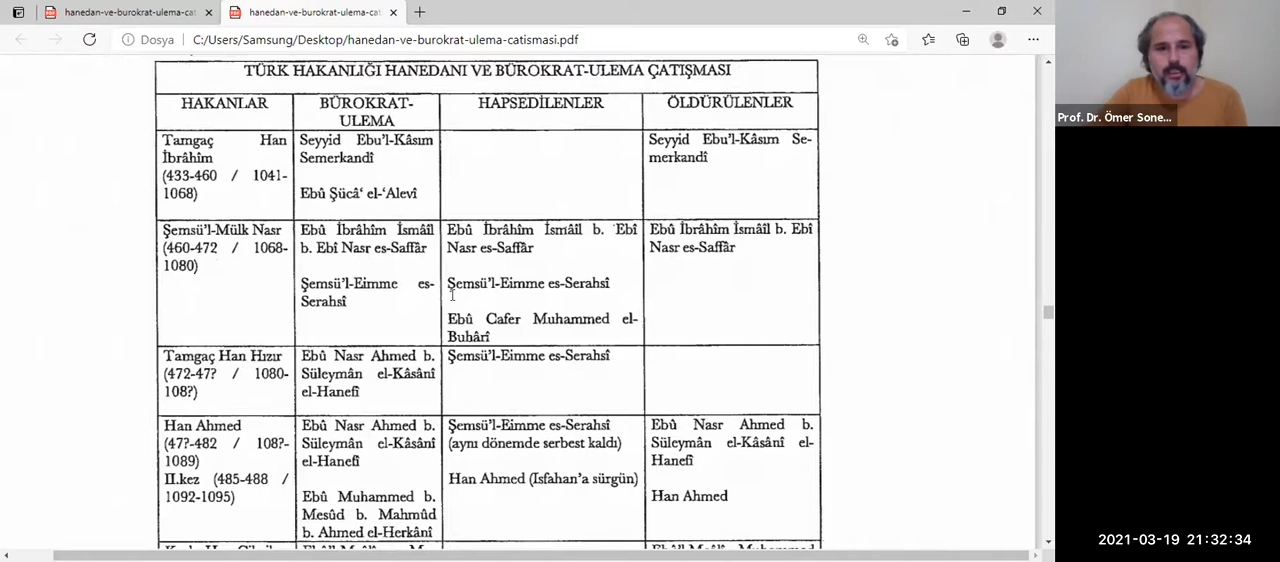 hanedan-ve-burokrat-ulema-cat
hanedan-ve-burokrat-ulema-cat
Dosya
C:/Users/Samsung/Desktop/hanedan-ve-burokrat-ulema-catismasi.pdf
TÜRK HAKANLIĞI HANEDANI VE BÜROKRAT-ULEMA ÇATIŞMASI
HAKANLAR
BÜROKRAT-
ULEMA
HAPSEDİLENLER
ÖLDÜRÜLENLER
Tamgaç Han
İbrâhîm
(433-460 / 1041-
1068)
Seyyid Ebu'l-Kâsım
Semerkandî
Ebû Şücâ' el-'Alevî
Seyyid Ebu'l-Kâsım Se-
merkandî
Şemsü'l-Mülk Nasr
(460-472 / 1068-
1080)
Ebû İbrâhîm İsmâîl
b. Ebî Nasr es-Saffâr
Şemsü'l-Eimme es-
Serahsî
Ebû İbrâhîm İsmâîl b. Ebî
Nasr es-Saffâr
Şemsü'l-Eimme es-Serahsî
Ebû Cafer Muhammed el-
Buhârî
Ebû İbrâhîm İsmâîl b. Ebî
Nasr es-Saffâr
Tamgaç Han Hızır
(472-47? / 1080-
108?)
Ebû Nasr Ahmed b.
Süleymân el-Kâsânî
el-Hanefî
Şemsü'l-Eimme es-Serahsî
Han Ahmed
(47?-482 / 108?-
1089)
II.kez (485-488 /
1092-1095)
Ebû Nasr Ahmed b.
Süleymân el-Kâsânî
el-Hanefî
Ebû Muhammed b.
Mesûd b. Mahmûd
b. Ahmed el-Herkânî
Şemsü'l-Eimme es-Serahsî
(aynı dönemde serbest kaldı)
Han Ahmed (Isfahan'a sürgün)
Ebû Nasr Ahmed b.
Süleymân el-Kâsânî el-
Hanefî
Han Ahmed
Prof. Dr. Ömer Sone...
2021-03-19 21:32:34